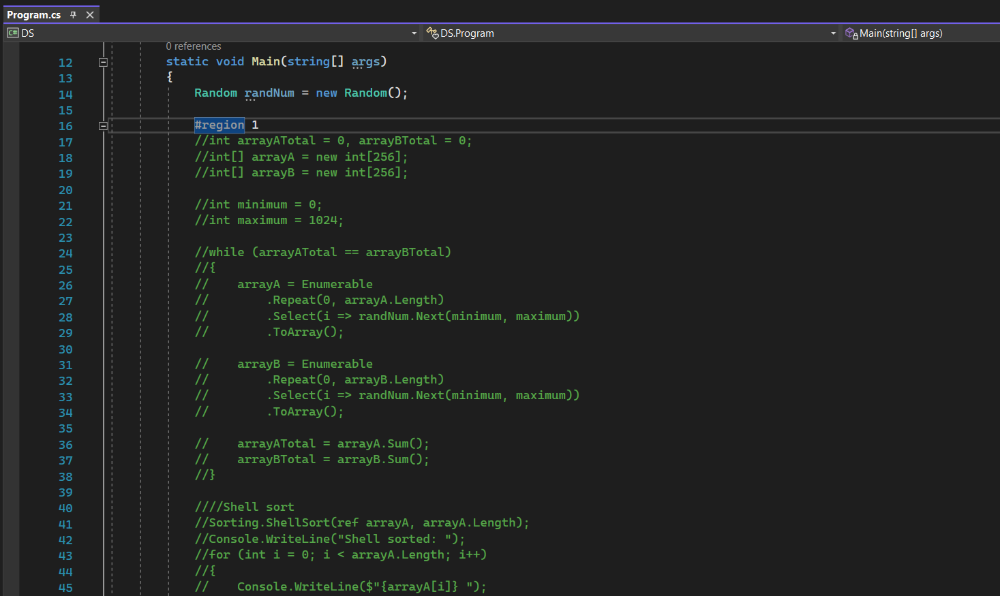 Program.cs
C# DS DS.Program Main(string[] args)
0 references
12 static void Main(string[] args)
13 {
14 Random randNum = new Random();
15
16 #region 1
17 //int arrayATotal = 0, arrayBTotal = 0;
18 //int[] arrayA = new int[256];
19 //int[] arrayB = new int[256];
20
21 //int minimum = 0;
22 //int maximum = 1024;
23
24 //while (arrayATotal == arrayBTotal)
25 //{
26 //    arrayA = Enumerable
27 //        .Repeat(0, arrayA.Length)
28 //        .Select(i => randNum.Next(minimum, maximum))
29 //        .ToArray();
30
31 //    arrayB = Enumerable
32 //        .Repeat(0, arrayB.Length)
33 //        .Select(i => randNum.Next(minimum, maximum))
34 //        .ToArray();
35
36 //    arrayATotal = arrayA.Sum();
37 //    arrayBTotal = arrayB.Sum();
38 //}
39
40 ////Shell sort
41 //Sorting.ShellSort(ref arrayA, arrayA.Length);
42 //Console.WriteLine("Shell sorted: ");
43 //for (int i = 0; i < arrayA.Length; i++)
44 //{
45 //    Console.WriteLine($"{arrayA[i]} ");